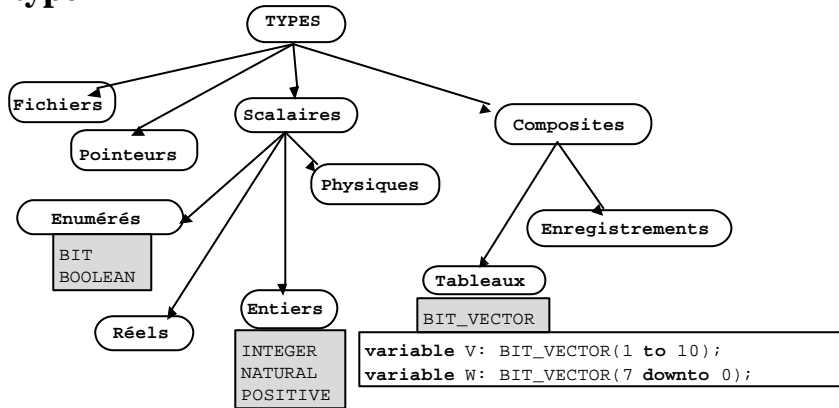 TYPES
Fichiers
Scalaires
Composites
Pointeurs
Physiques
Enumérés
Enregistrements
BIT
BOOLEAN
Tableaux
Réels
Entiers
BIT_VECTOR
INTEGER
NATURAL
POSITIVE
variable V: BIT_VECTOR(1 to 10);
variable W: BIT_VECTOR(7 downto 0);